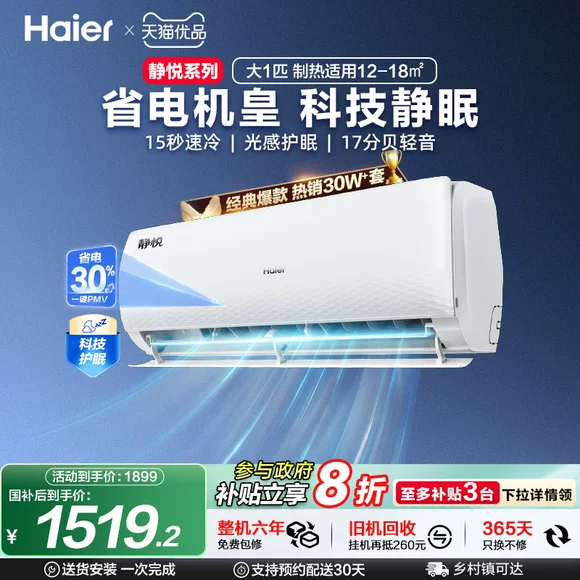 Haier × 天猫优品
静悦系列 大1匹 制热适用12-18㎡
省电机皇 科技静眠
15秒速冷 | 光感护眠 | 17分贝轻音
经典爆款 热销30W+套
静悦
Haier
省电
30%
一键PMV
科技
护眠
活动到手价:1899
国补后到手价:
¥1519.2
参与政府
补贴立享
8折
至多补贴3台 下拉详情领
整机六年
免费包修
旧机回收
挂机再抵260元
365天
只换不修
送货安装 一次完成
支持预约配送30天
乡村镇可达